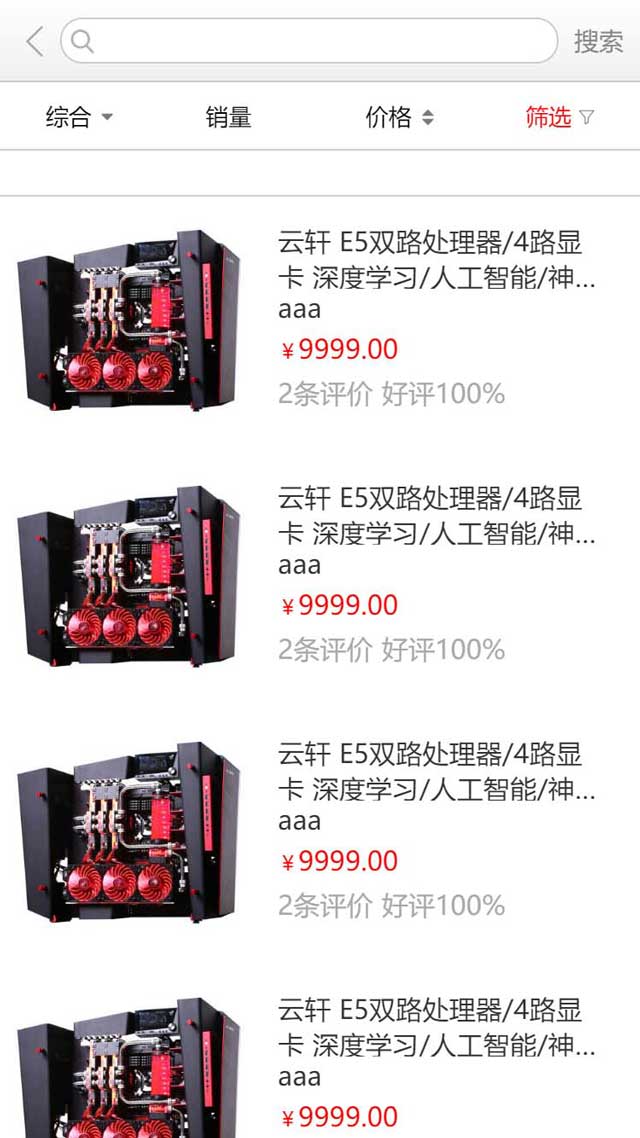 搜索
综合 销量 价格 筛选
云轩 E5双路处理器/4路显
卡 深度学习/人工智能/神...
aaa
¥9999.00
2条评价 好评100%
云轩 E5双路处理器/4路显
卡 深度学习/人工智能/神...
aaa
¥9999.00
2条评价 好评100%
云轩 E5双路处理器/4路显
卡 深度学习/人工智能/神...
aaa
¥9999.00
2条评价 好评100%
云轩 E5双路处理器/4路显
卡 深度学习/人工智能/神...
aaa
¥9999.00